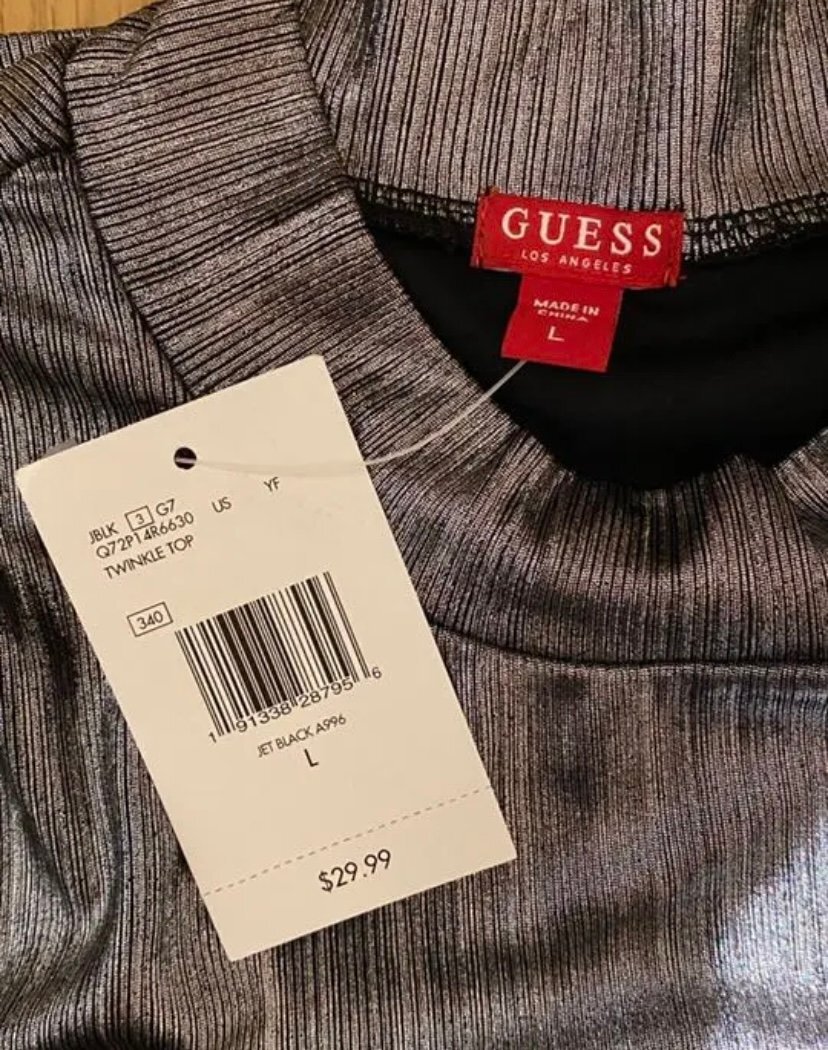 GUESS
LOS ANGELES
MADE IN
CHINA
L
JBLK 3 G7 US YF
Q72P14R6630
TWINKLE TOP
340
1 91338 28795 6
JET BLACK A996
L
$29.99